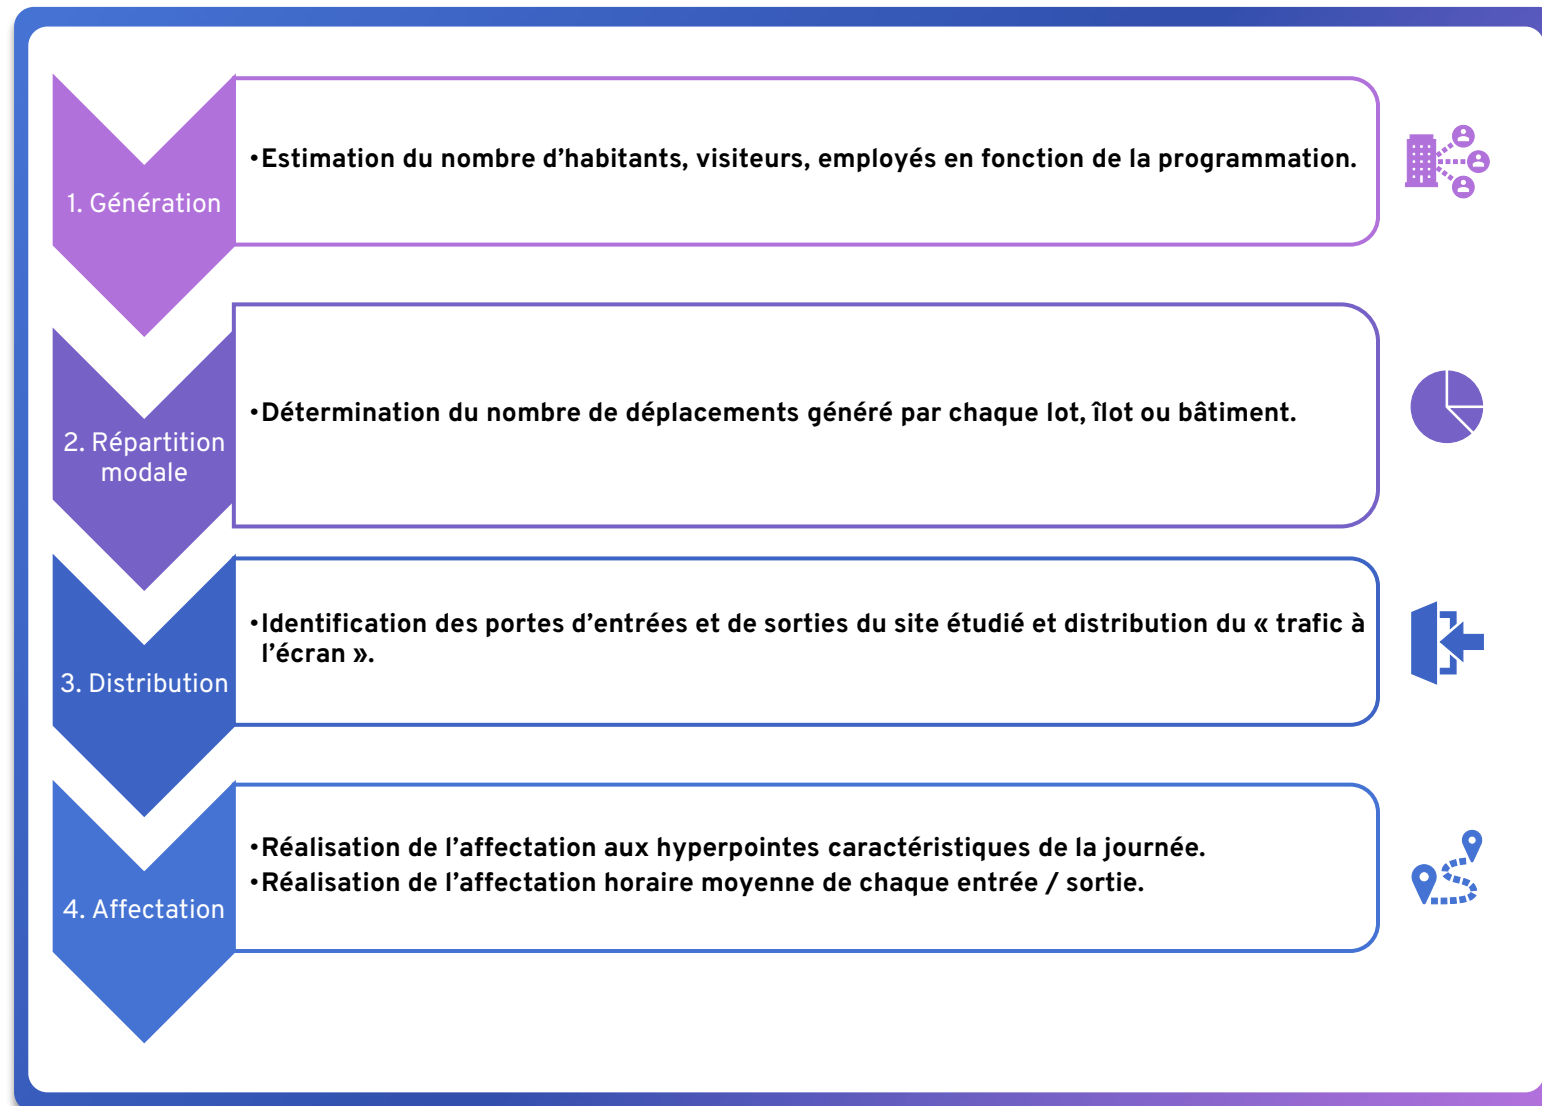 1. Génération
•Estimation du nombre d’habitants, visiteurs, employés en fonction de la programmation.
2. Répartition
modale
•Détermination du nombre de déplacements généré par chaque lot, îlot ou bâtiment.
3. Distribution
•Identification des portes d’entrées et de sorties du site étudié et distribution du « trafic à
l’écran ».
4. Affectation
•Réalisation de l’affectation aux hyperpointes caractéristiques de la journée.
•Réalisation de l’affectation horaire moyenne de chaque entrée / sortie.